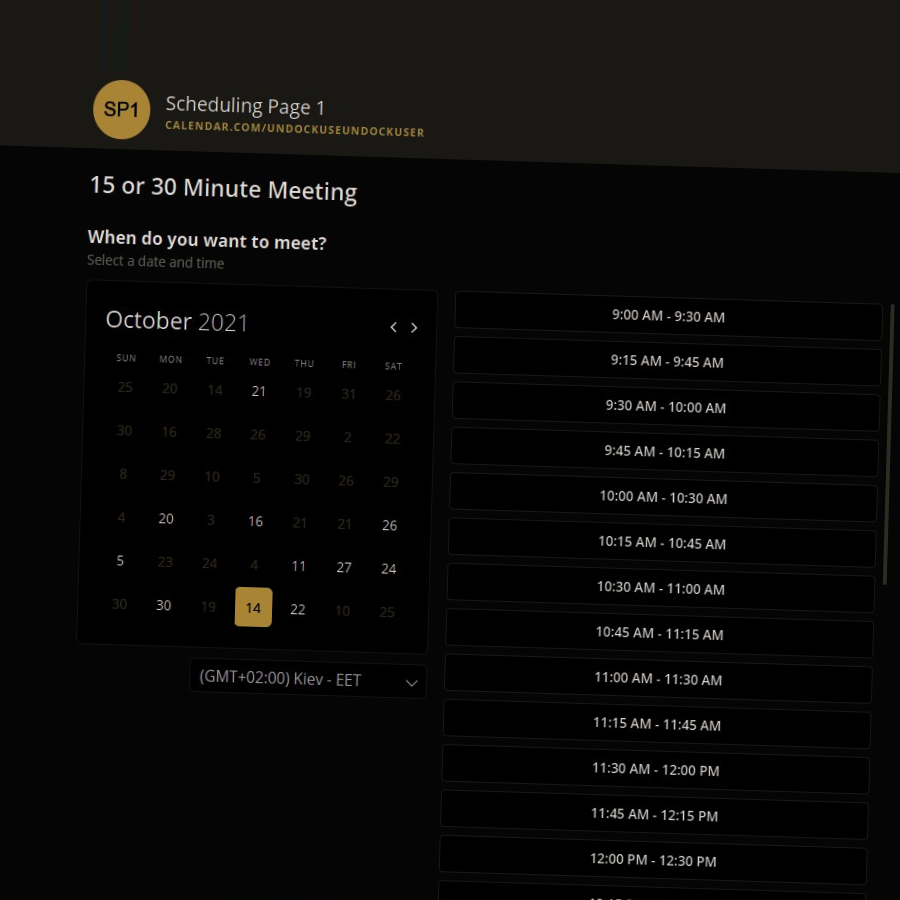 SP1
Scheduling Page 1
CALENDAR.COM/UNDOCKUSEUNDOCKUSER
15 or 30 Minute Meeting
When do you want to meet?
Select a date and time
October 2021
SUN MON TUE WED THU FRI SAT
25 20 14 21 19 31 26
30 16 28 26 29 2 22
8 29 10 5 30 26 29
4 20 3 16 21 21 26
5 23 24 4 11 27 24
30 30 19 14 22 10 25
(GMT+02:00) Kiev - EET
9:00 AM - 9:30 AM
9:15 AM - 9:45 AM
9:30 AM - 10:00 AM
9:45 AM - 10:15 AM
10:00 AM - 10:30 AM
10:15 AM - 10:45 AM
10:30 AM - 11:00 AM
10:45 AM - 11:15 AM
11:00 AM - 11:30 AM
11:15 AM - 11:45 AM
11:30 AM - 12:00 PM
11:45 AM - 12:15 PM
12:00 PM - 12:30 PM